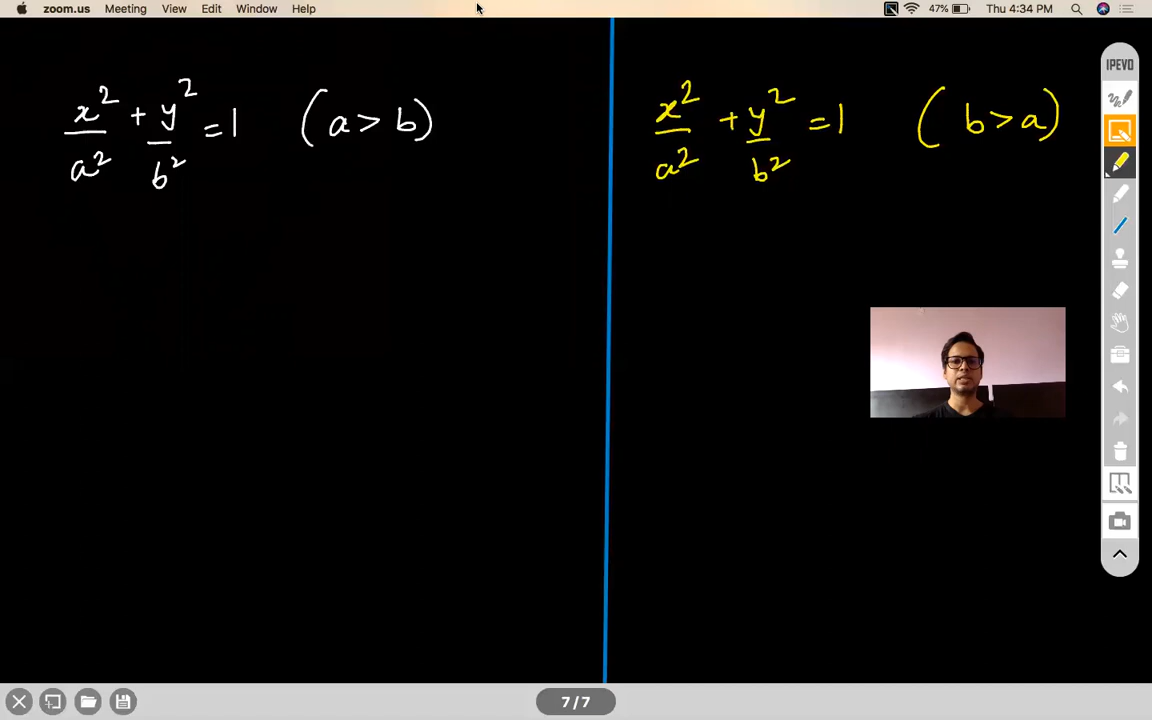 zoom.us Meeting View Edit Window Help 47% Thu 4:34 PM
IPEVO
x²/a² + y²/b² = 1 (a > b)
x²/a² + y²/b² = 1 (b > a)
7 / 7